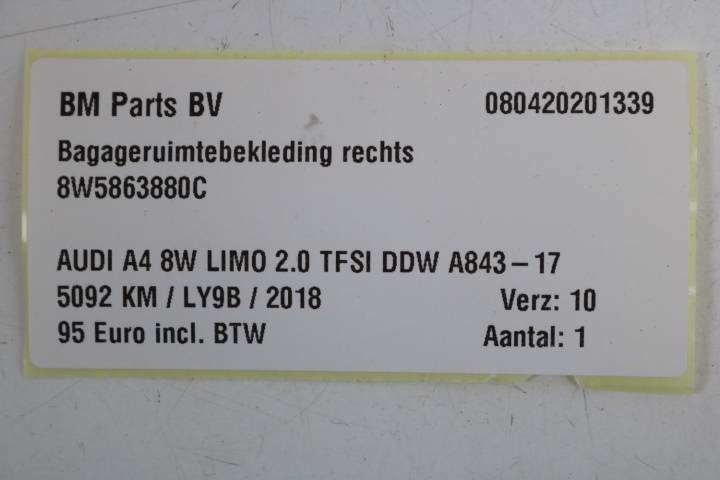 BM Parts BV 080420201339
Bagageruimtebekleding rechts
8W5863880C
AUDI A4 8W LIMO 2.0 TFSI DDW A843-17
5092 KM / LY9B / 2018 Verz: 10
95 Euro incl. BTW Aantal: 1